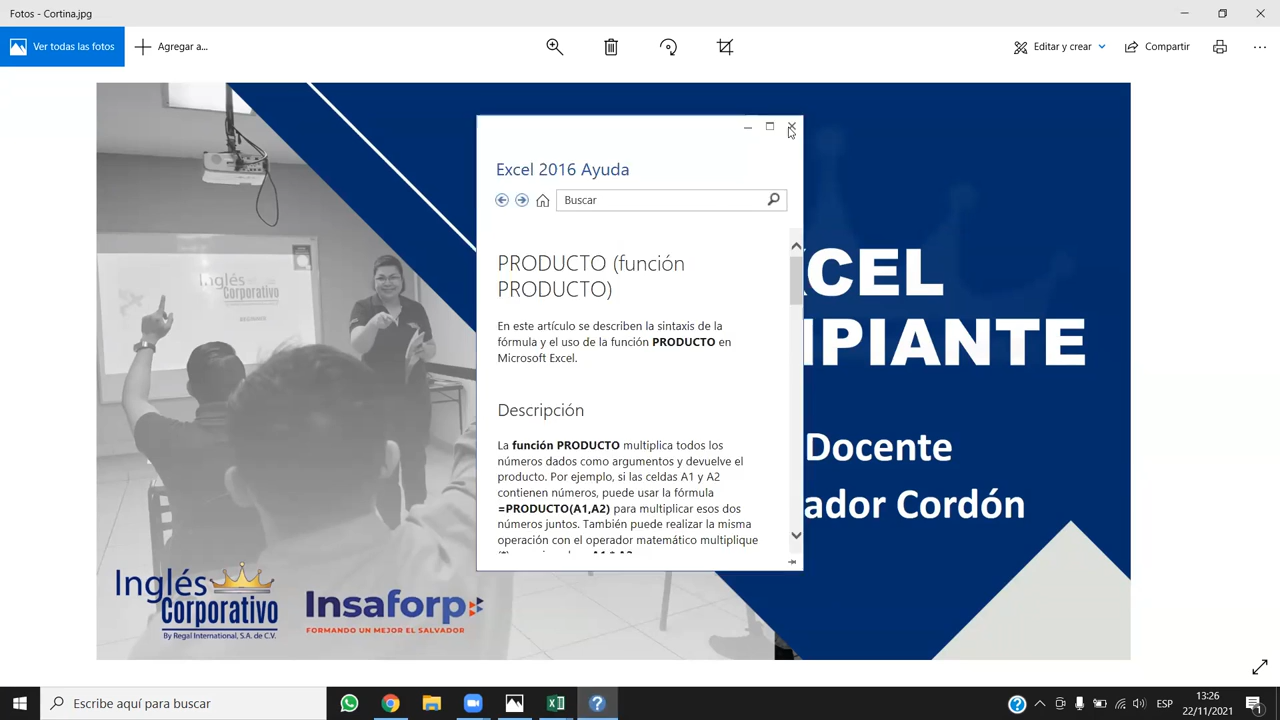 Fotos - Cortina.jpg
Ver todas las fotos
Agregar a...
Editar y crear
Compartir
Excel 2016 Ayuda
Buscar
PRODUCTO (función
PRODUCTO)
En este artículo se describen la sintaxis de la
fórmula y el uso de la función PRODUCTO en
Microsoft Excel.
Descripción
La función PRODUCTO multiplica todos los
números dados como argumentos y devuelve el
producto. Por ejemplo, si las celdas A1 y A2
contienen números, puede usar la fórmula
=PRODUCTO(A1,A2) para multiplicar esos dos
números juntos. También puede realizar la misma
operación con el operador matemático multiplique
CEL
IPIANTE
Docente
ador Cordón
Inglés
Corporativo
Inglés
Corporativo
By Regal International, S.A. de C.V.
Insaforp
FORMANDO UN MEJOR EL SALVADOR
Escribe aquí para buscar
ESP
13:26
22/11/2021